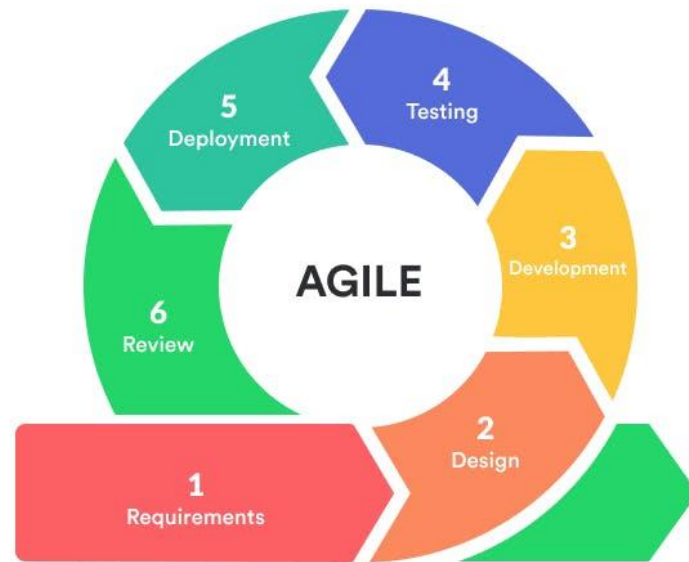 AGILE
1
Requirements
2
Design
3
Development
4
Testing
5
Deployment
6
Review